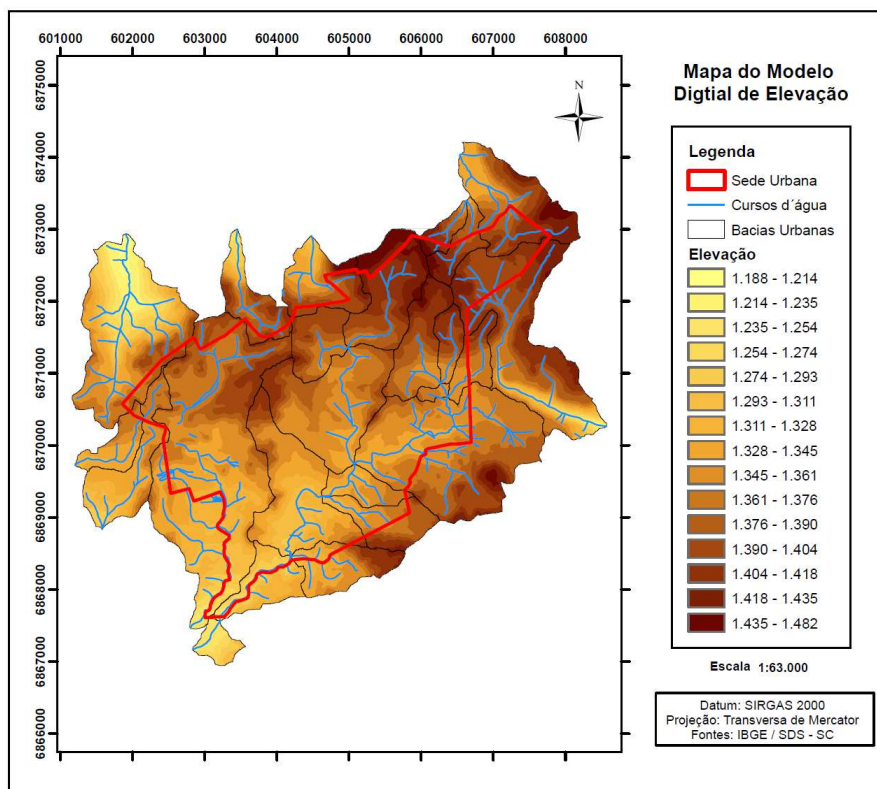 601000 602000 603000 604000 605000 606000 607000 608000
6875000
6874000
6873000
6872000
6871000
6870000
6869000
6868000
6867000
6866000
N
Mapa do Modelo
Digtial de Elevação
Legenda
Sede Urbana
Cursos d´água
Bacias Urbanas
Elevação
1.188 - 1.214
1.214 - 1.235
1.235 - 1.254
1.254 - 1.274
1.274 - 1.293
1.293 - 1.311
1.311 - 1.328
1.328 - 1.345
1.345 - 1.361
1.361 - 1.376
1.376 - 1.390
1.390 - 1.404
1.404 - 1.418
1.418 - 1.435
1.435 - 1.482
Escala 1:63.000
Datum: SIRGAS 2000
Projeção: Transversa de Mercator
Fontes: IBGE / SDS - SC